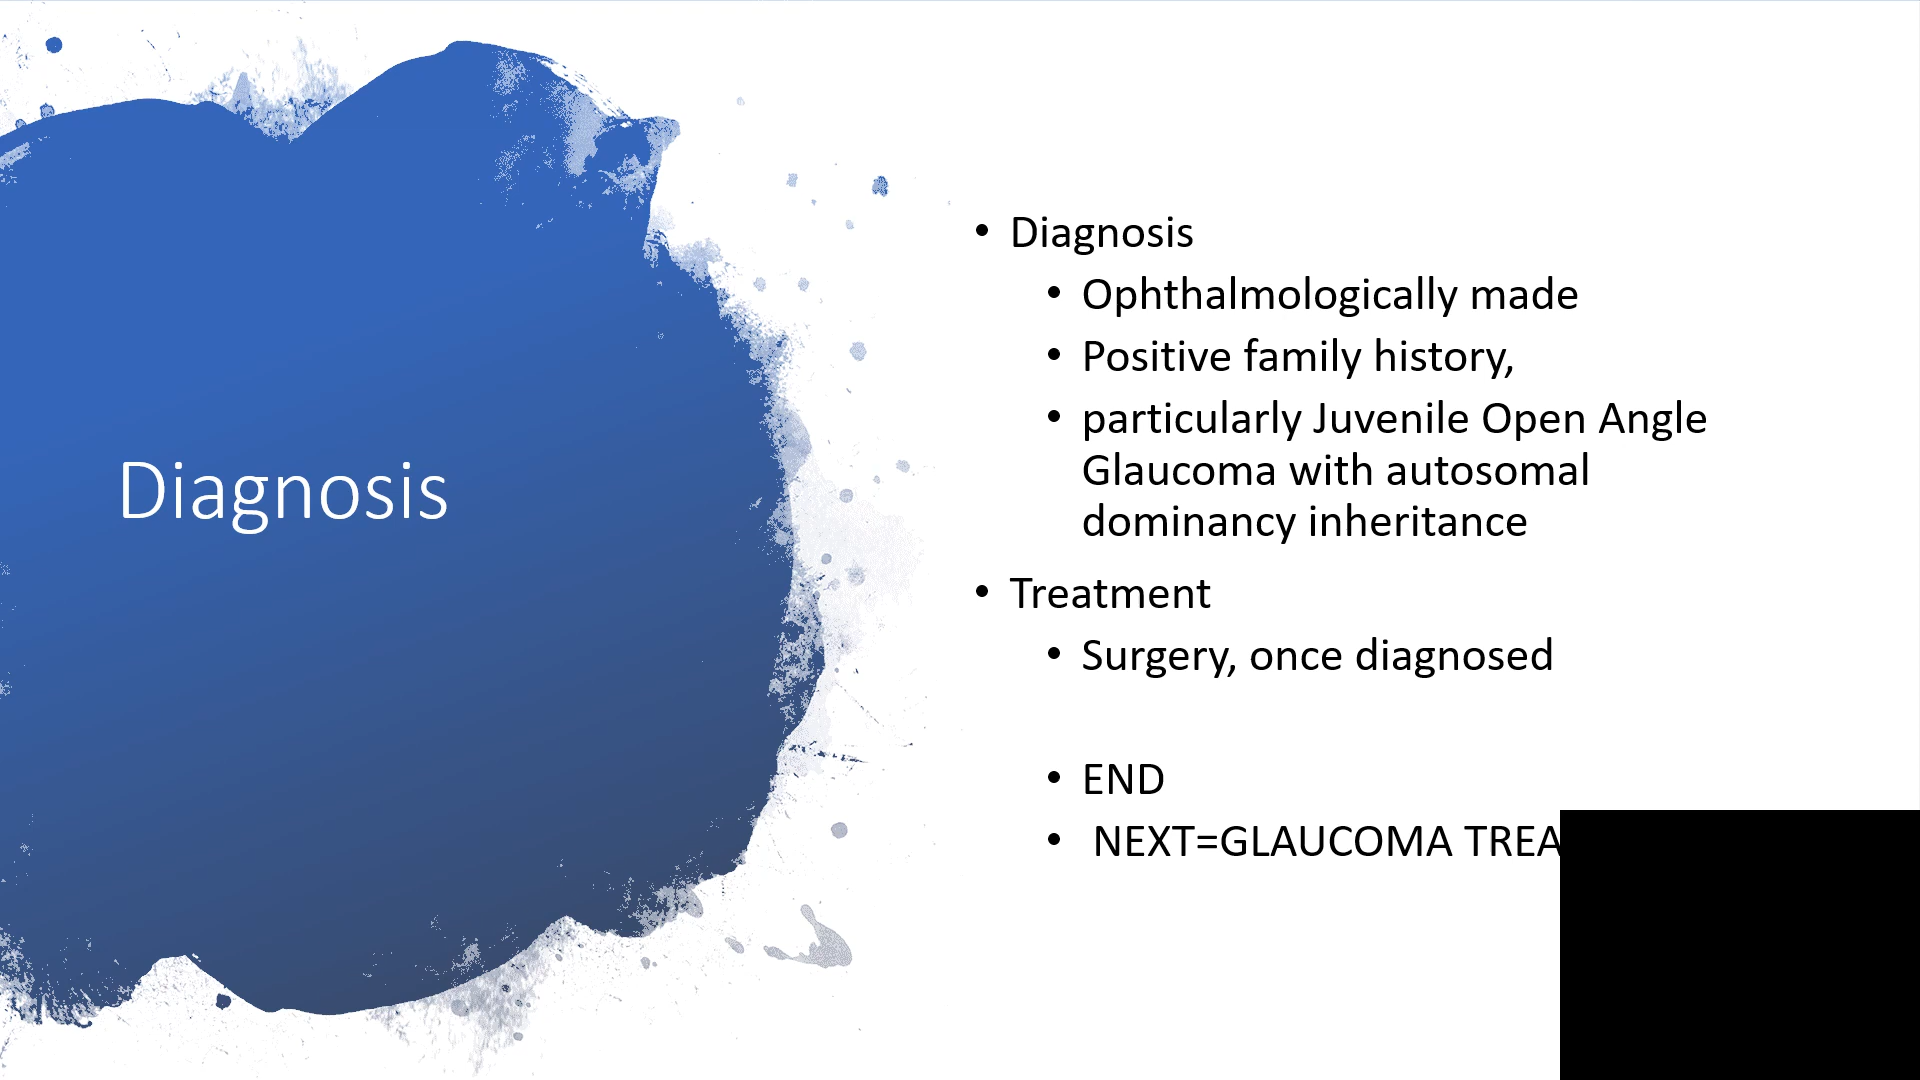 Diagnosis
• Diagnosis
• Ophthalmologically made
• Positive family history,
• particularly Juvenile Open Angle
Glaucoma with autosomal
dominancy inheritance
• Treatment
• Surgery, once diagnosed
• END
• NEXT=GLAUCOMA